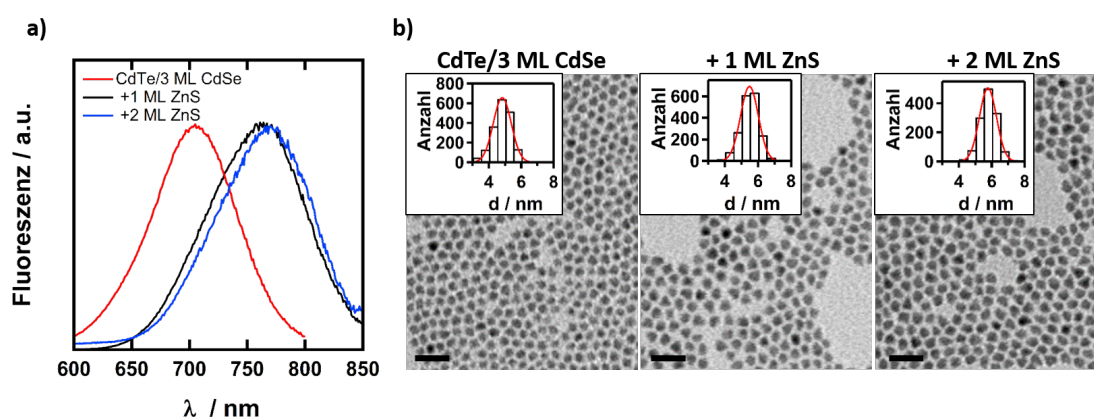 a)
CdTe/3 ML CdSe
+1 ML ZnS
+2 ML ZnS
Fluoreszenz / a.u.
600 650 700 750 800 850
λ / nm
b)
CdTe/3 ML CdSe
800
600
400
200
0
Anzahl
4 6 8
d / nm
+ 1 ML ZnS
600
400
200
0
Anzahl
4 6 8
d / nm
+ 2 ML ZnS
400
200
0
Anzahl
4 6 8
d / nm